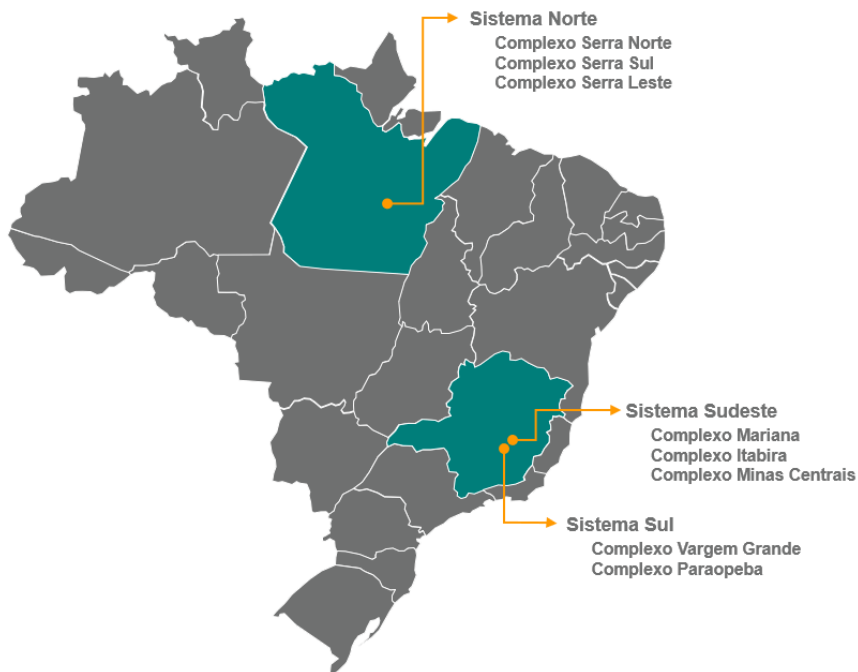 Sistema Norte
Complexo Serra Norte
Complexo Serra Sul
Complexo Serra Leste
Sistema Sudeste
Complexo Mariana
Complexo Itabira
Complexo Minas Centrais
Sistema Sul
Complexo Vargem Grande
Complexo Paraopeba